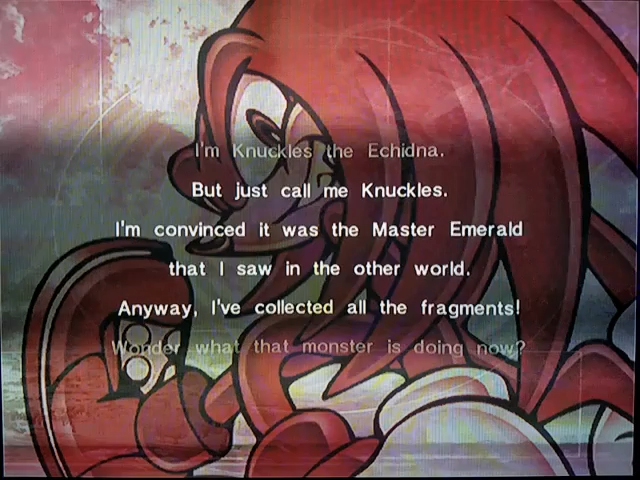 I'm Knuckles the Echidna.
But just call me Knuckles.
I'm convinced it was the Master Emerald
that I saw in the other world.
Anyway, I've collected all the fragments!
Wonder what that monster is doing now?